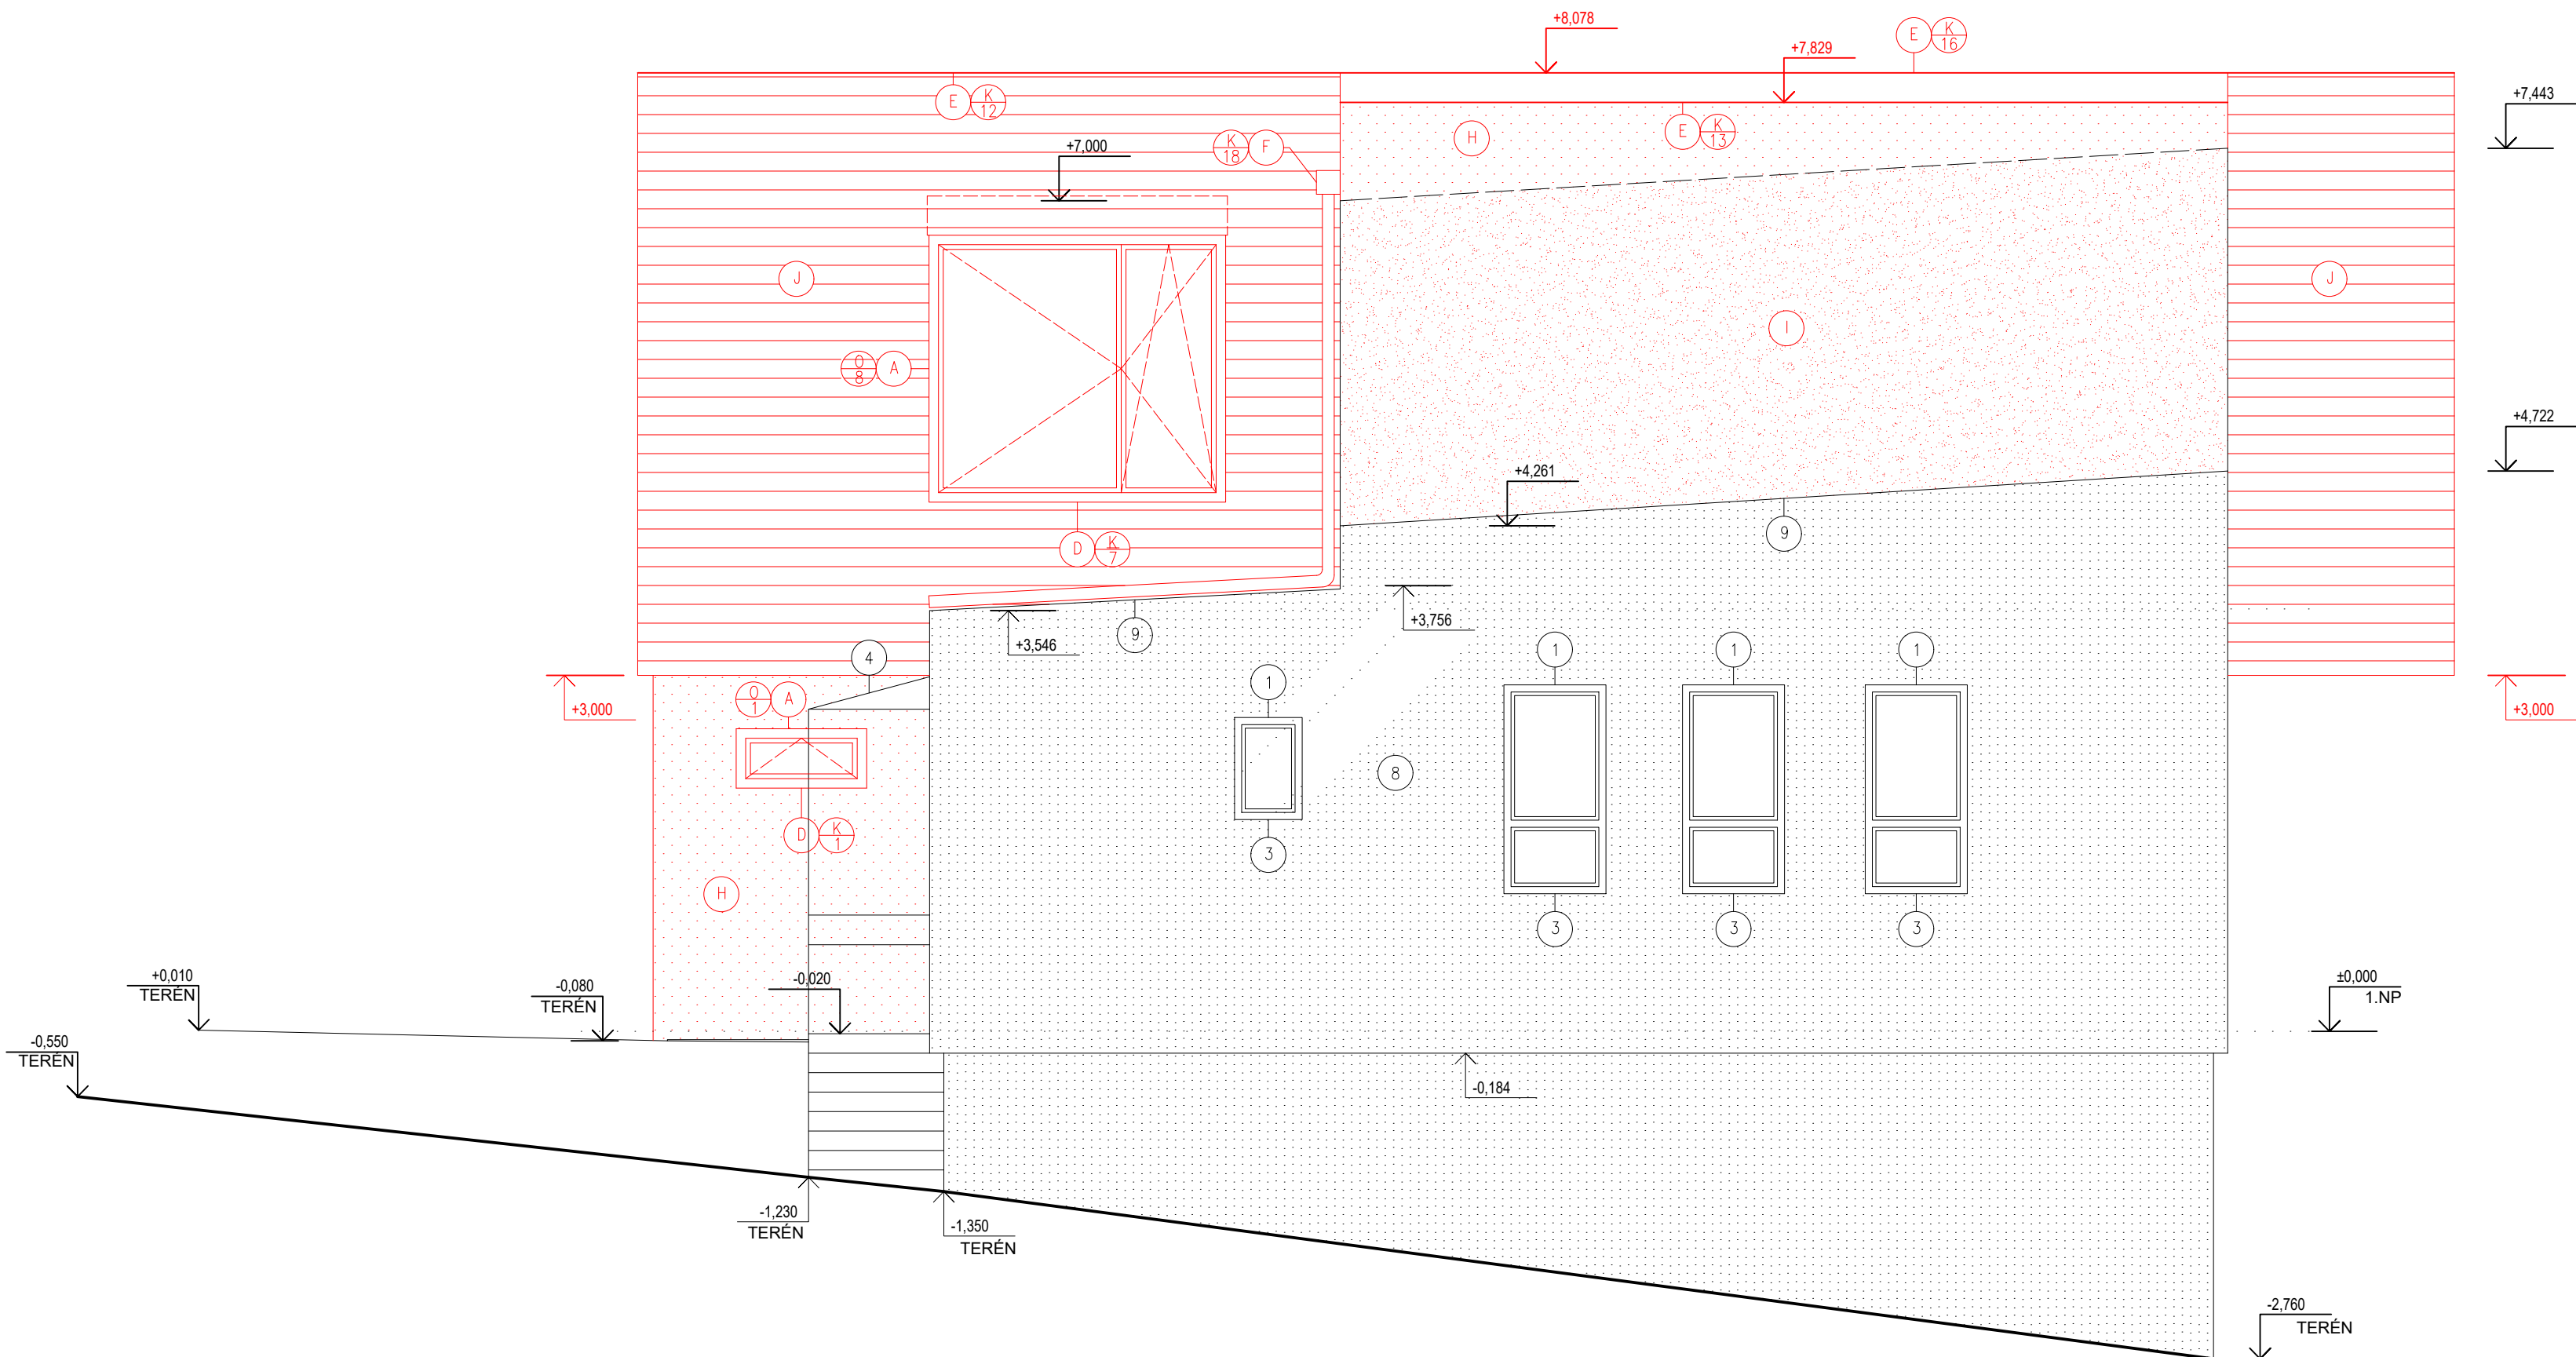 +8,078
E K 16
+7,829
+7,443
E K 12
E K 13
H
K 18 F
+7,000
J
J
I
O 8 A
+4,722
+4,261
9
D K 7
+3,756
+3,546
9
4
1
1
1
1
O 1 A
+3,000
+3,000
8
D K 1
3
H
3
3
3
+0,010
TERÉN
-0,080
TERÉN
-0,020
±0,000
1.NP
-0,550
TERÉN
-0,184
-1,230
TERÉN
-1,350
TERÉN
-2,760
TERÉN